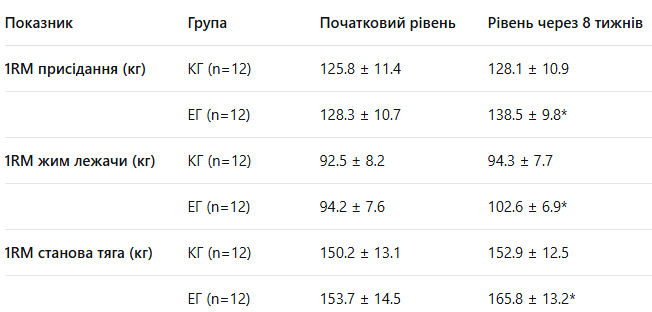 Показник Група Початковий рівень Рівень через 8 тижнів
1RM присідання (кг) КГ (n=12) 125.8 ± 11.4 128.1 ± 10.9
ЕГ (n=12) 128.3 ± 10.7 138.5 ± 9.8*
1RM жим лежачи (кг) КГ (n=12) 92.5 ± 8.2 94.3 ± 7.7
ЕГ (n=12) 94.2 ± 7.6 102.6 ± 6.9*
1RM станова тяга (кг) КГ (n=12) 150.2 ± 13.1 152.9 ± 12.5
ЕГ (n=12) 153.7 ± 14.5 165.8 ± 13.2*